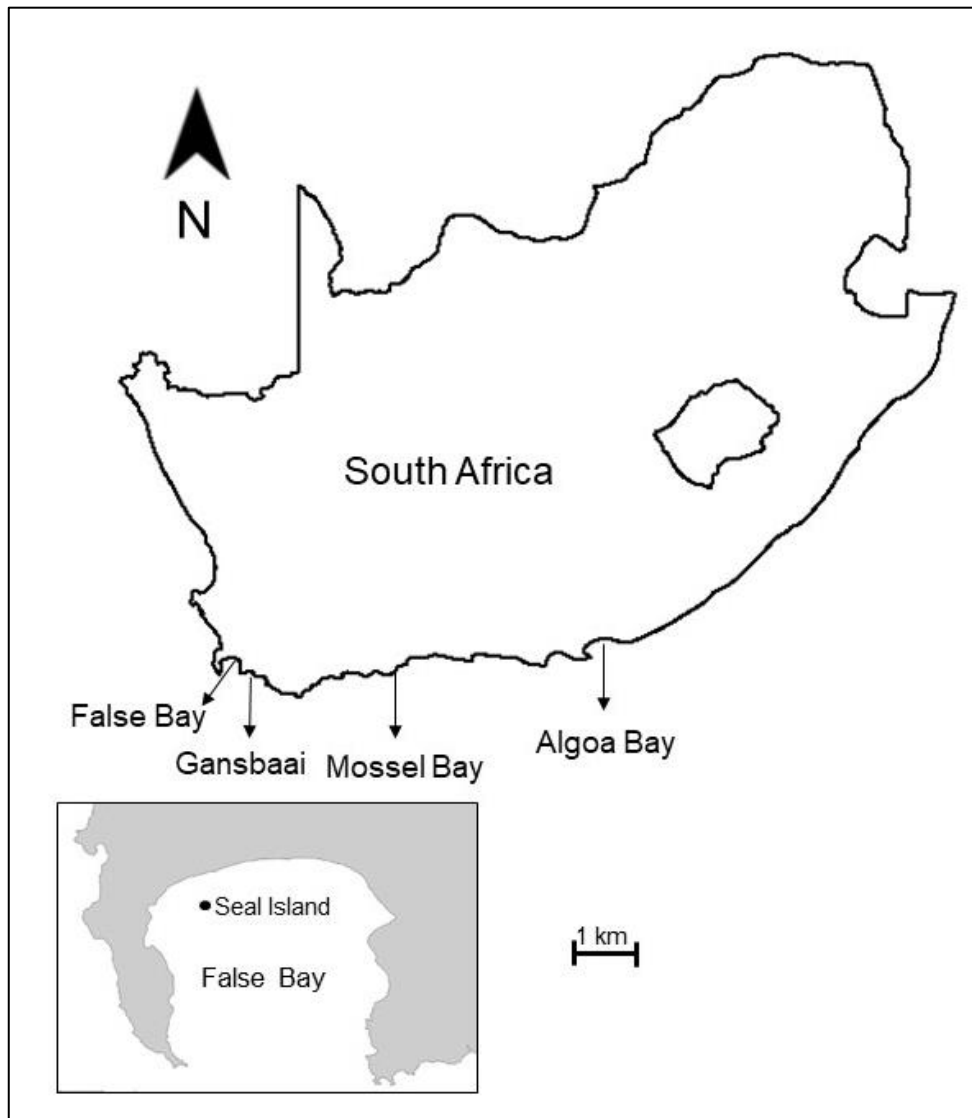 N
South Africa
False Bay
Gansbaai
Mossel Bay
Algoa Bay
Seal Island
False Bay
1 km